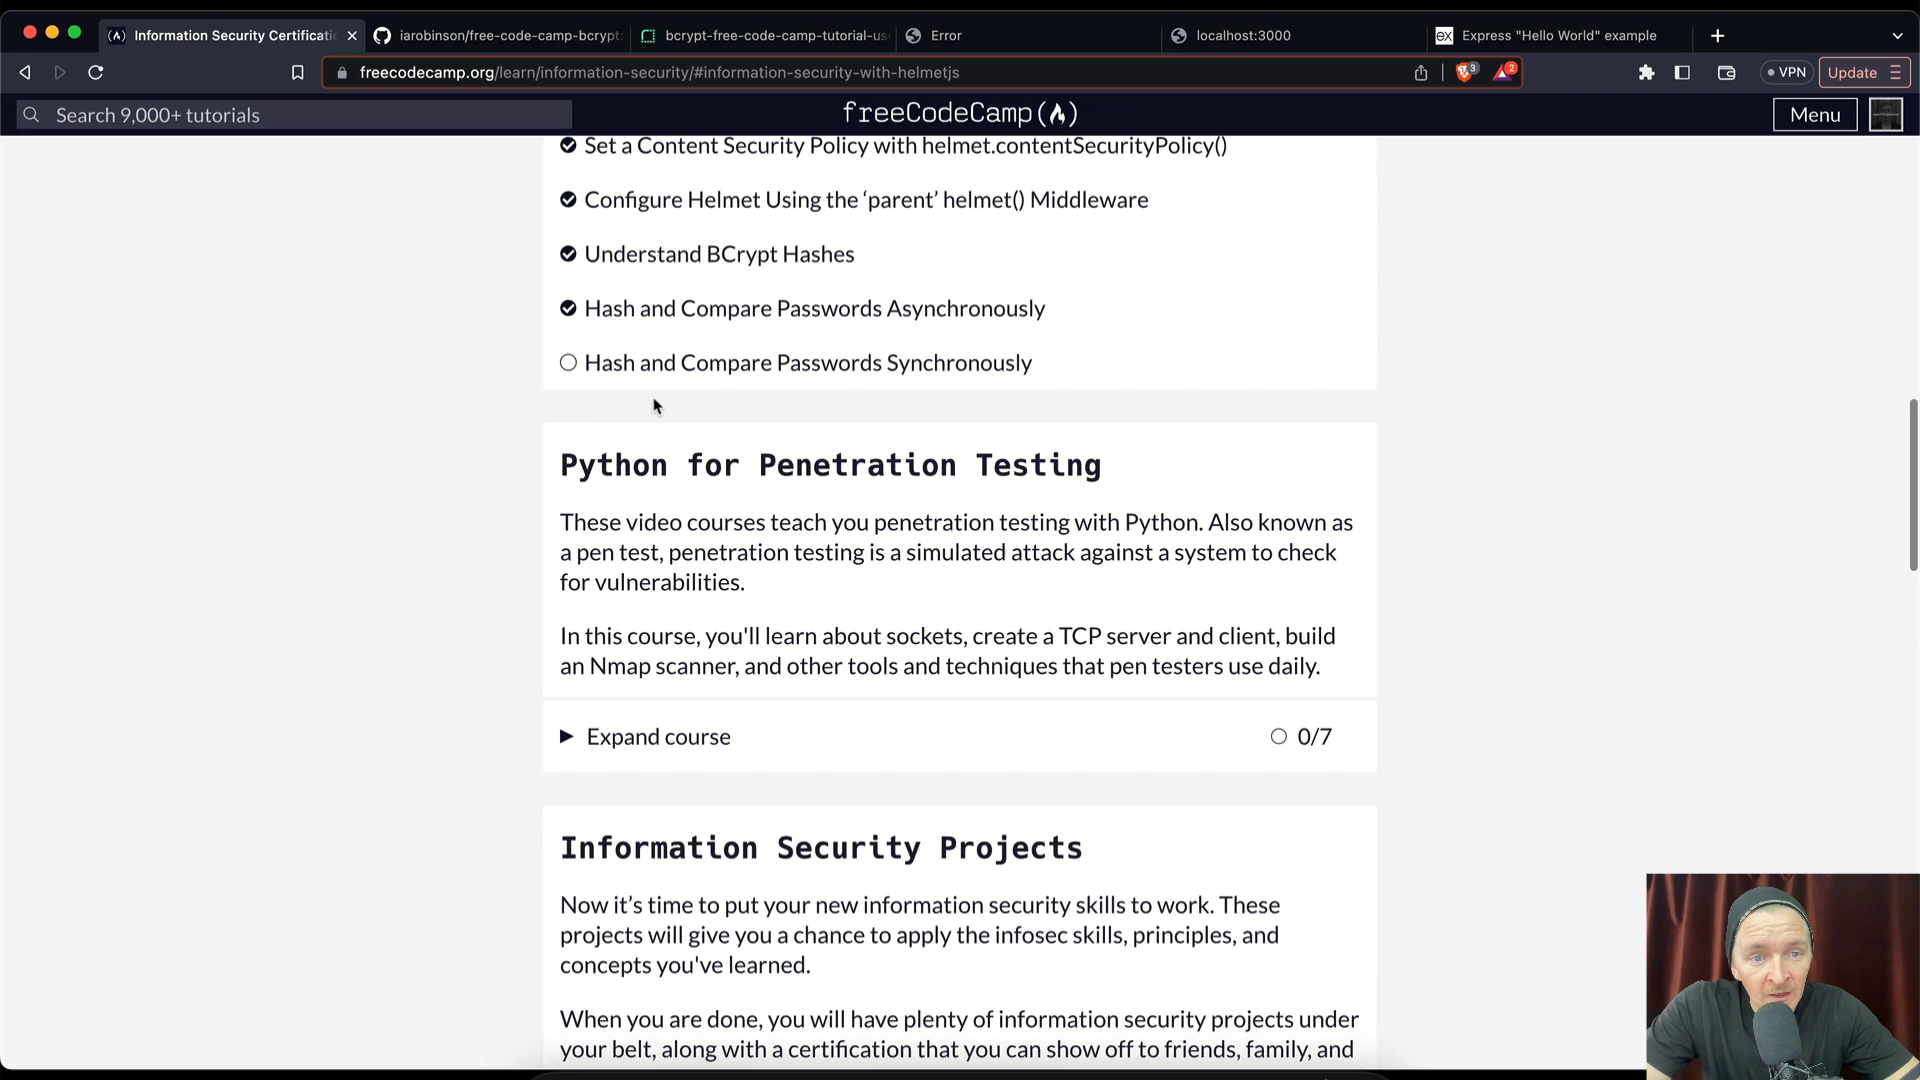 Information Security Certificati
iarobinson/free-code-camp-bcrypt
bcrypt-free-code-camp-tutorial-us
Error
localhost:3000
Express "Hello World" example
freecodecamp.org/learn/information-security/#information-security-with-helmetjs
3
2
VPN
Update
Search 9,000+ tutorials
freeCodeCamp
Menu
Set a Content Security Policy with helmet.contentSecurityPolicy()
Configure Helmet Using the ‘parent’ helmet() Middleware
Understand BCrypt Hashes
Hash and Compare Passwords Asynchronously
Hash and Compare Passwords Synchronously
Python for Penetration Testing
These video courses teach you penetration testing with Python. Also known as
a pen test, penetration testing is a simulated attack against a system to check
for vulnerabilities.
In this course, you'll learn about sockets, create a TCP server and client, build
an Nmap scanner, and other tools and techniques that pen testers use daily.
Expand course
0/7
Information Security Projects
Now it’s time to put your new information security skills to work. These
projects will give you a chance to apply the infosec skills, principles, and
concepts you've learned.
When you are done, you will have plenty of information security projects under
your belt, along with a certification that you can show off to friends, family, and